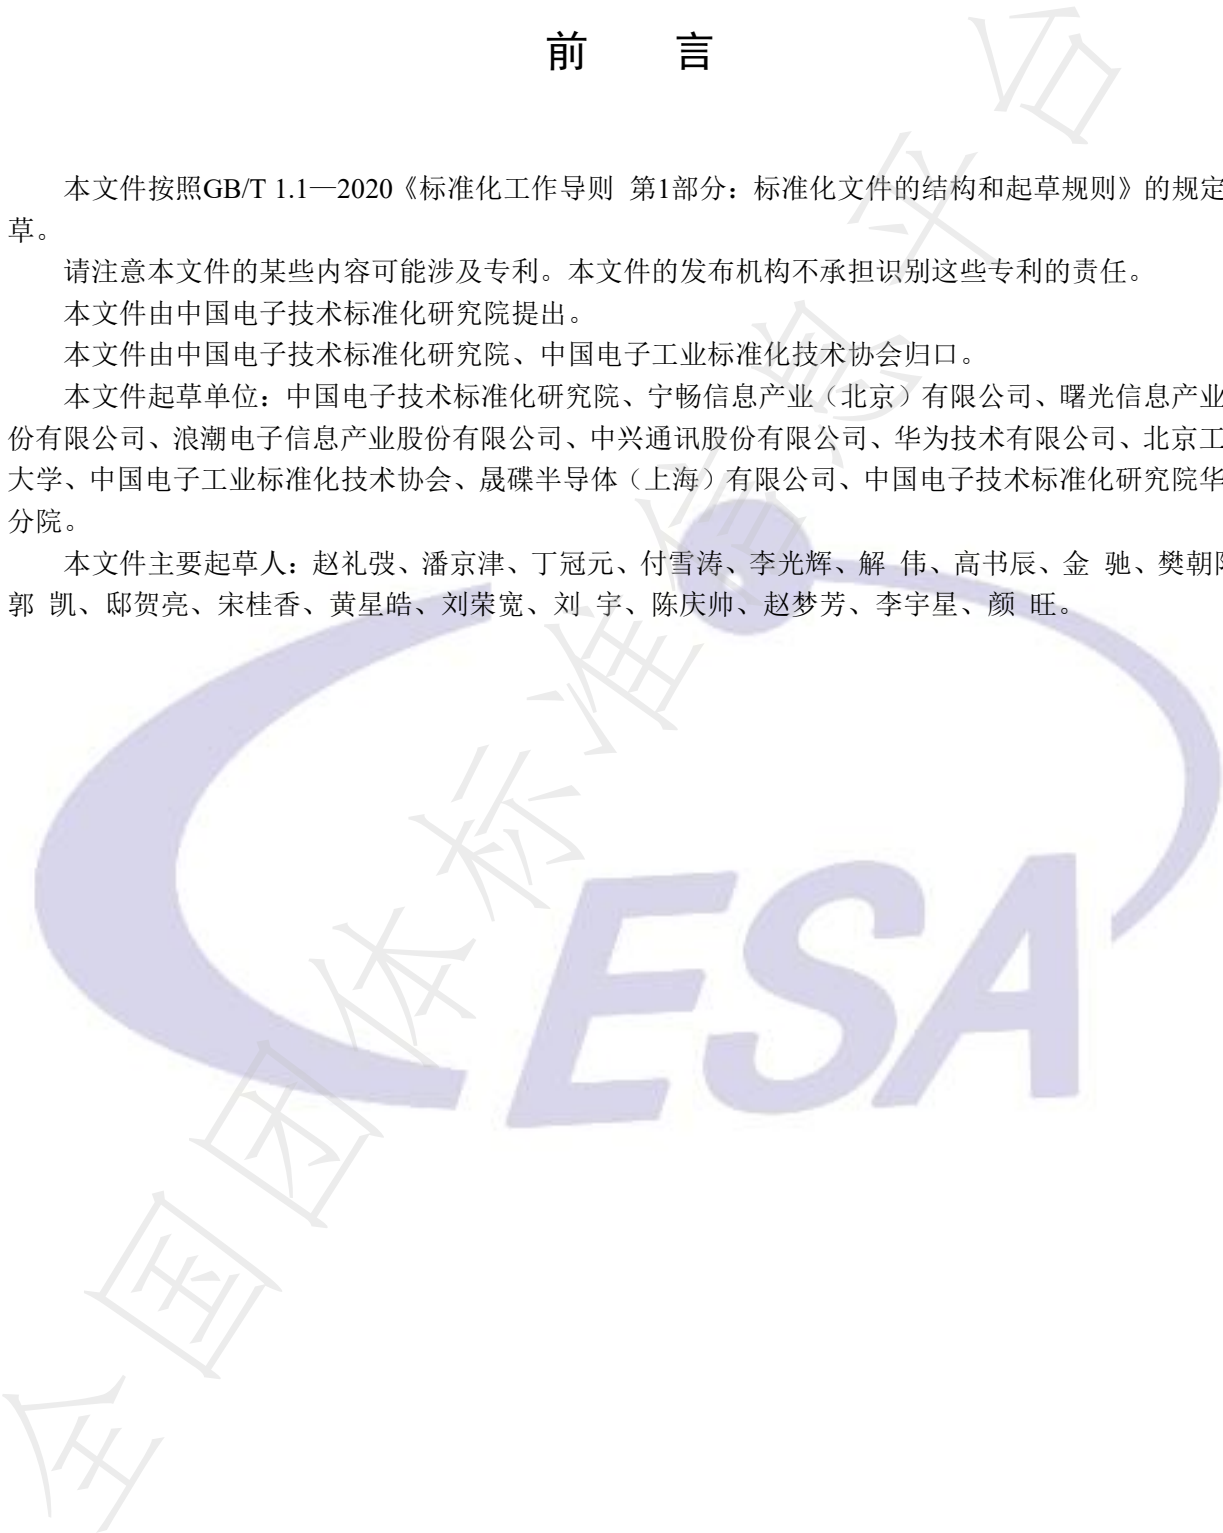 前 言
本文件按照GB/T 1.1—2020《标准化工作导则 第1部分：标准化文件的结构和起草规则》的规定
草。
请注意本文件的某些内容可能涉及专利。本文件的发布机构不承担识别这些专利的责任。
本文件由中国电子技术标准化研究院提出。
本文件由中国电子技术标准化研究院、中国电子工业标准化技术协会归口。
本文件起草单位：中国电子技术标准化研究院、宁畅信息产业（北京）有限公司、曙光信息产业
份有限公司、浪潮电子信息产业股份有限公司、中兴通讯股份有限公司、华为技术有限公司、北京工
大学、中国电子工业标准化技术协会、晟碟半导体（上海）有限公司、中国电子技术标准化研究院华
分院。
本文件主要起草人：赵礼弢、潘京津、丁冠元、付雪涛、李光辉、解 伟、高书辰、金 驰、樊朝
郭 凯、邸贺亮、宋桂香、黄星皓、刘荣宽、刘 宇、陈庆帅、赵梦芳、李宇星、颜 旺。
CESA
全国团体标准信息平台